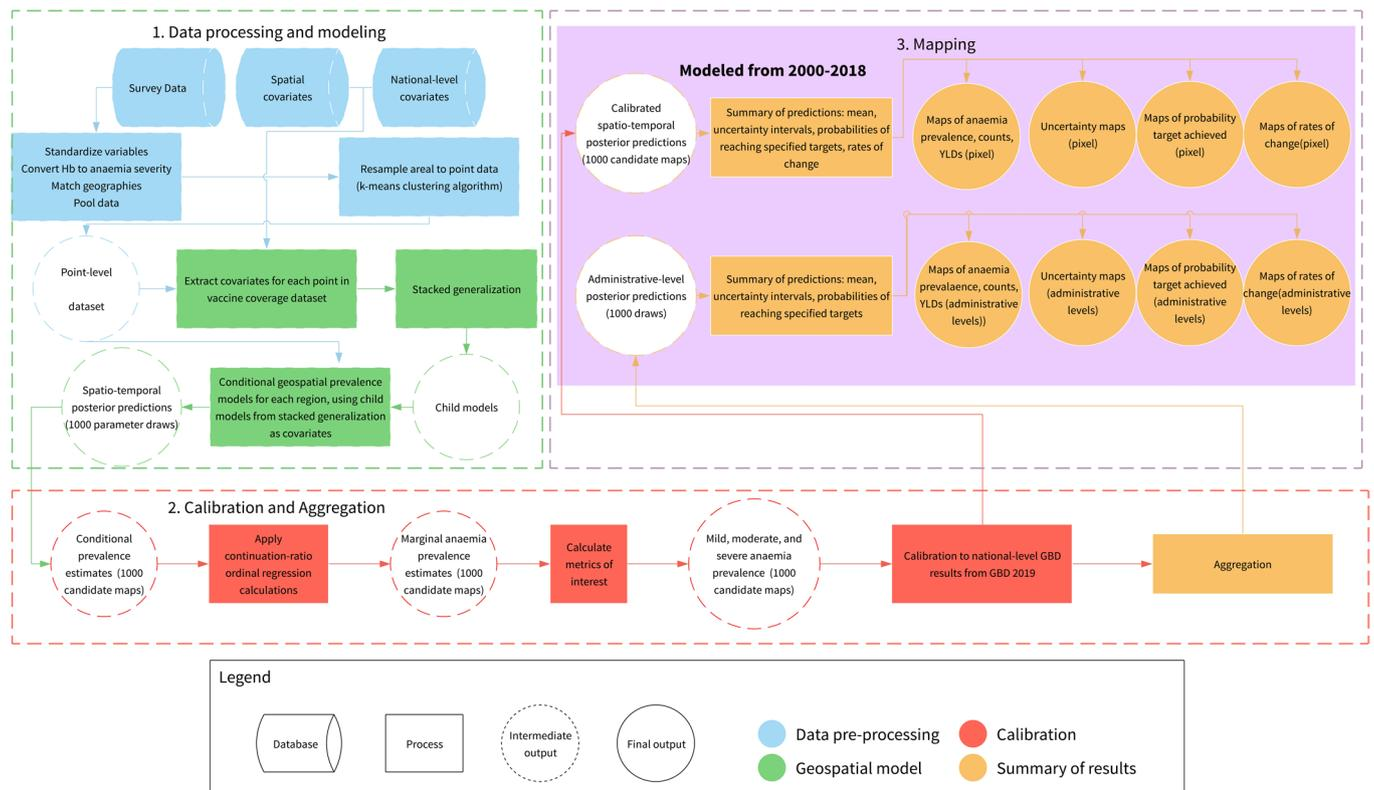 1. Data processing and modeling
Survey Data
Spatial
covariates
National-level
covariates
Standardize variables
Convert Hb to anaemia severity
Match geographies
Pool data
Resample areal to point data
(k-means clustering algorithm)
Point-level
dataset
Extract covariates for each point in
vaccine coverage dataset
Stacked generalization
Spatio-temporal
posterior predictions
(1000 parameter draws)
Conditional geospatial prevalence
models for each region, using child
models from stacked generalization
as covariates
Child models
3. Mapping
Modeled from 2000-2018
Calibrated
spatio-temporal
posterior predictions
(1000 candidate maps)
Summary of predictions: mean,
uncertainty intervals, probabilities of
reaching specified targets, rates of
change
Maps of anaemia
prevalence, counts,
YLDs (pixel)
Uncertainty maps
(pixel)
Maps of probability
target achieved
(pixel)
Maps of rates of
change(pixel)
Administrative-level
posterior predictions
(1000 draws)
Summary of predictions: mean,
uncertainty intervals, probabilities of
reaching specified targets
Maps of anaemia
prevalaence, counts,
YLDs (administrative
levels))
Uncertainty maps
(administrative
levels)
Maps of probability
target achieved
(administrative
levels)
Maps of rates of
change(administrative
levels)
2. Calibration and Aggregation
Conditional
prevalence
estimates (1000
candidate maps)
Apply
continuation-ratio
ordinal regression
calculations
Marginal anaemia
prevalence
estimates (1000
candidate maps)
Calculate
metrics of
interest
Mild, moderate, and
severe anaemia
prevalence (1000
candidate maps)
Calibration to national-level GBD
results from GBD 2019
Aggregation
Legend
Database
Process
Intermediate
output
Final output
Data pre-processing
Geospatial model
Calibration
Summary of results